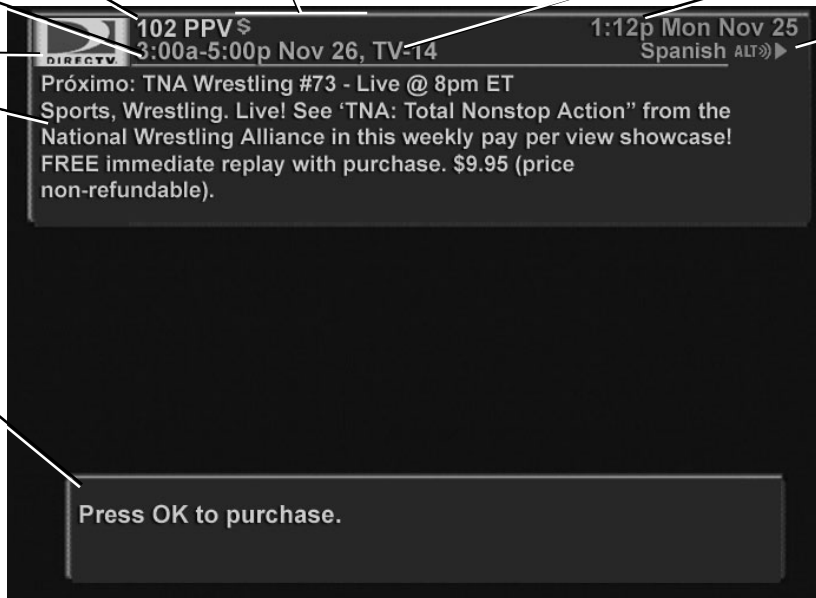 102 PPV $
1:12p Mon Nov 25
3:00a-5:00p Nov 26, TV-14
Spanish ALT
DIRECTV.
Próximo: TNA Wrestling #73 - Live @ 8pm ET
Sports, Wrestling. Live! See ‘TNA: Total Nonstop Action” from the
National Wrestling Alliance in this weekly pay per view showcase!
FREE immediate replay with purchase. $9.95 (price
non-refundable).
Press OK to purchase.